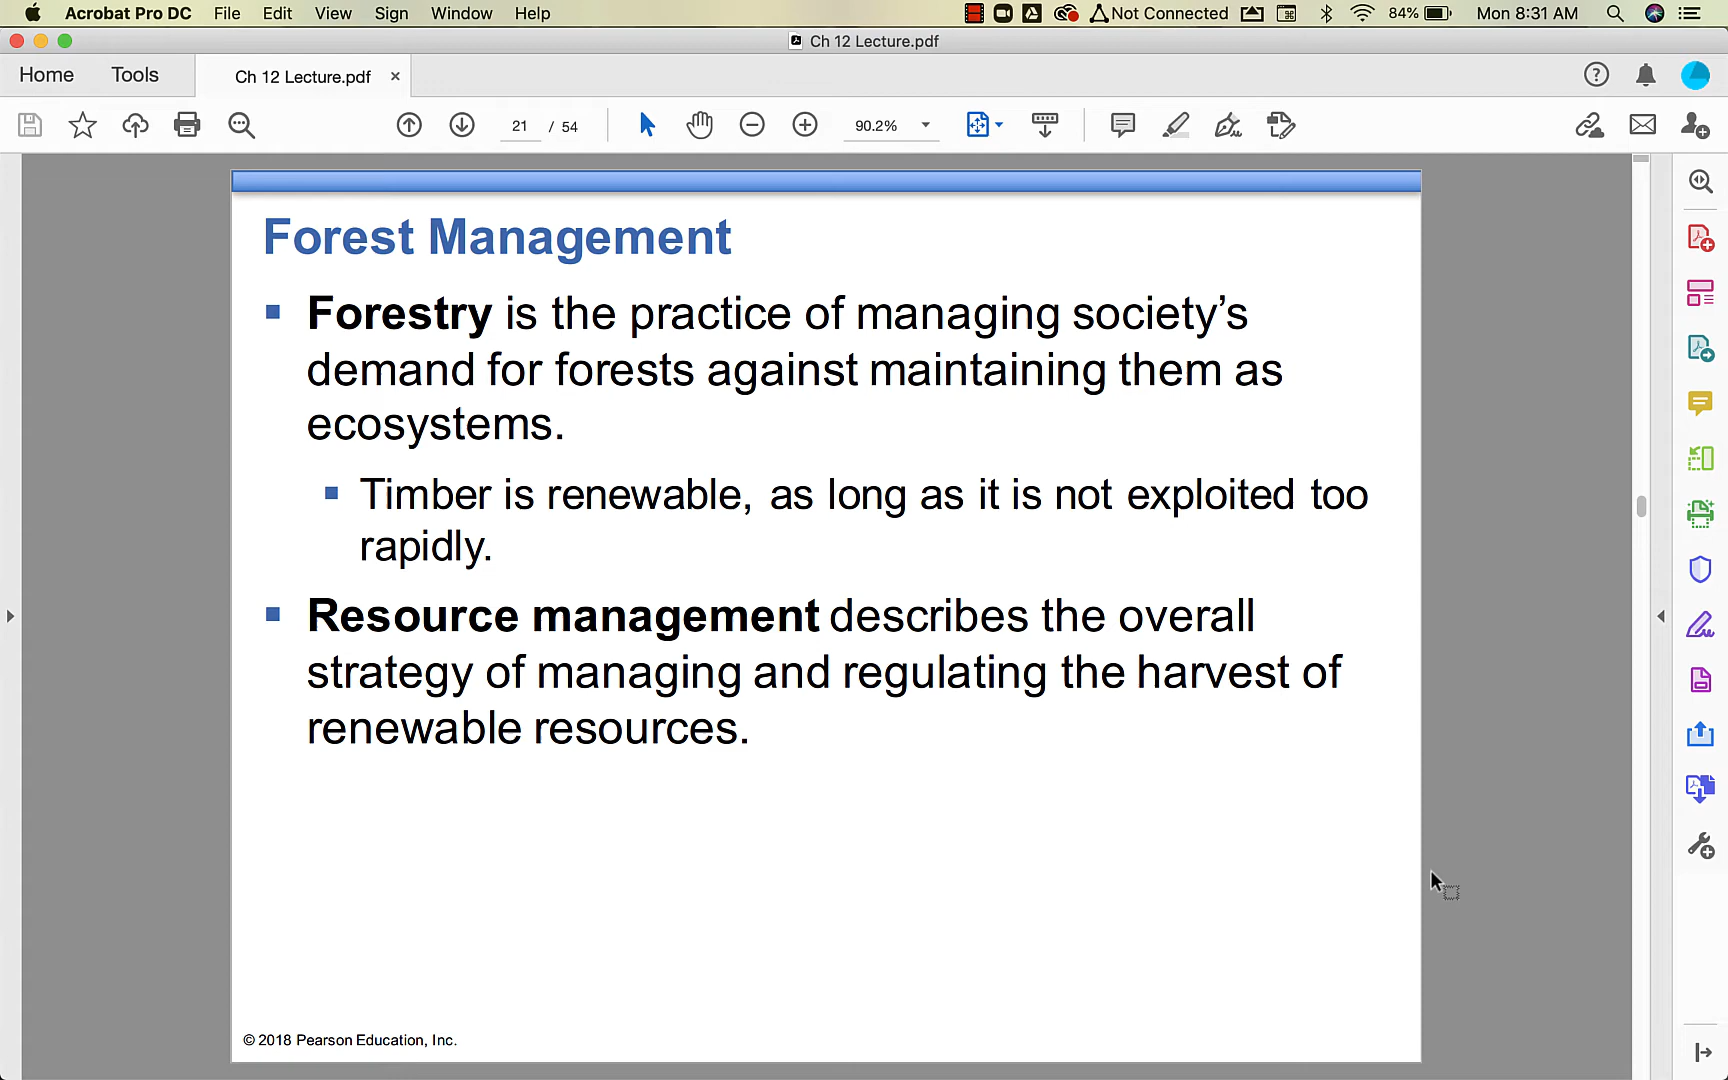 Acrobat Pro DC File Edit View Sign Window Help Not Connected 84% Mon 8:31 AM
Ch 12 Lecture.pdf
Home Tools Ch 12 Lecture.pdf
21 / 54 90.2%
Forest Management
Forestry is the practice of managing society’s
demand for forests against maintaining them as
ecosystems.
Timber is renewable, as long as it is not exploited too
rapidly.
Resource management describes the overall
strategy of managing and regulating the harvest of
renewable resources.
© 2018 Pearson Education, Inc.